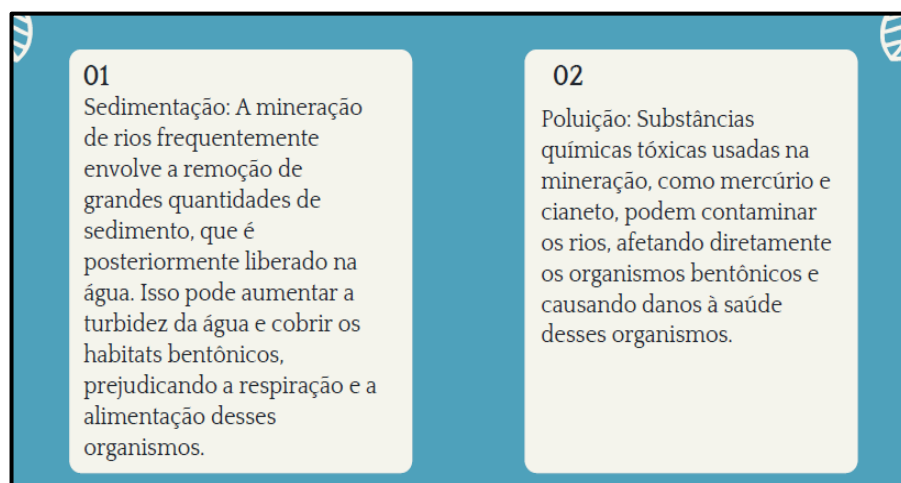 01
Sedimentação: A mineração
de rios frequentemente
envolve a remoção de
grandes quantidades de
sedimento, que é
posteriormente liberado na
água. Isso pode aumentar a
turbidez da água e cobrir os
habitats bentônicos,
prejudicando a respiração e a
alimentação desses
organismos.
02
Poluição: Substâncias
químicas tóxicas usadas na
mineração, como mercúrio e
cianeto, podem contaminar
os rios, afetando diretamente
os organismos bentônicos e
causando danos à saúde
desses organismos.